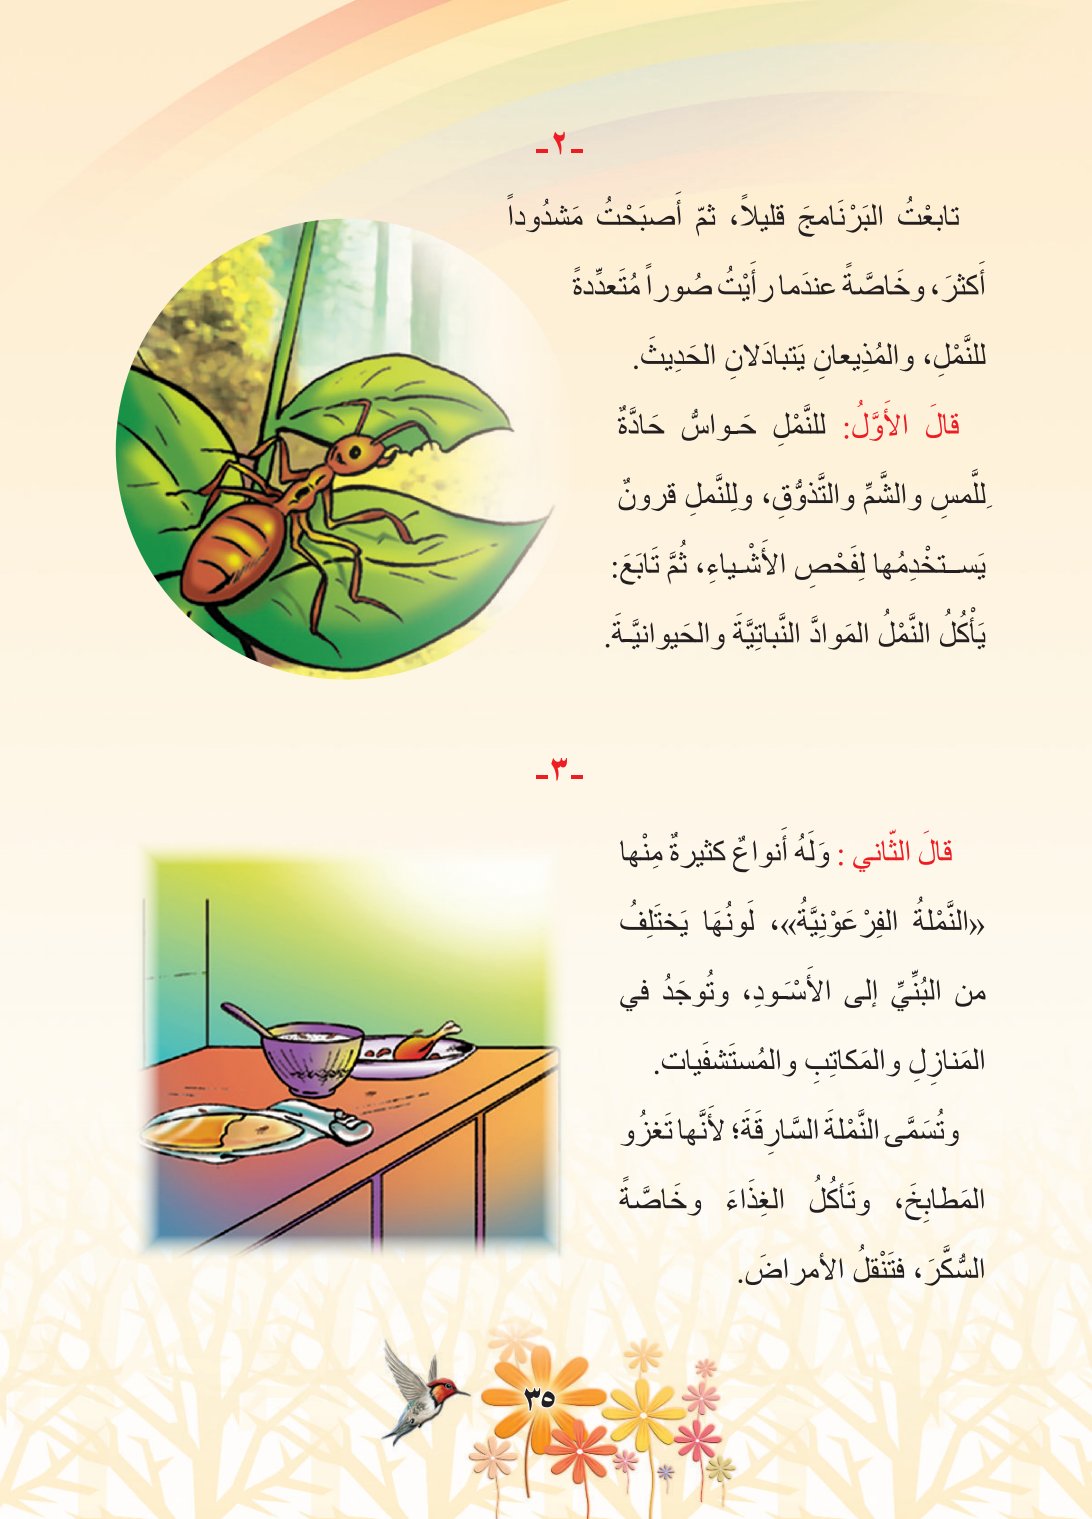 -٢-
تابعْتُ البَرْنَامجَ قليلاً، ثمّ أَصبَحْتُ مَشدُوداً
أَكثرَ، وخَاصَّةً عندَما رأَيْتُ صُوراً مُتَعدِّدةً
للنَّمْلِ، والمُذِيعانِ يَتبادَلانِ الحَدِيثَ.
قالَ الأَوَّلُ: للنَّمْلِ حَـواسُّ حَادَّةٌ
لِلَّمسِ والشَّمِّ والتَّذوُّقِ، ولِلنَّملِ قرونٌ
يَســتخْدِمُها لِفَحْصِ الأَشْـياءِ، ثُمَّ تَابَعَ:
يَأْكُلُ النَّمْلُ المَوادَّ النَّباتِيَّةَ والحَيوانيَّـةَ.
-٣-
قالَ الثّاني : وَلَهُ أَنواعٌ كثيرةٌ مِنْها
«النَّمْلةُ الفِرْعَوْنِيَّةُ»، لَونُهَا يَختَلِفُ
من البُنِّيِّ إلى الأَسْـودِ، وتُوجَدُ في
المَنازِلِ والمَكاتِبِ والمُستَشفَيات.
وتُسَمَّى النَّمْلةَ السَّارِقَةَ؛ لأَنَّها تَغزُو
المَطابِخَ، وتَأكُلُ الغِذَاءَ وخَاصَّةً
السُّكَّرَ، فتَنْقلُ الأمراضَ.
٣٥